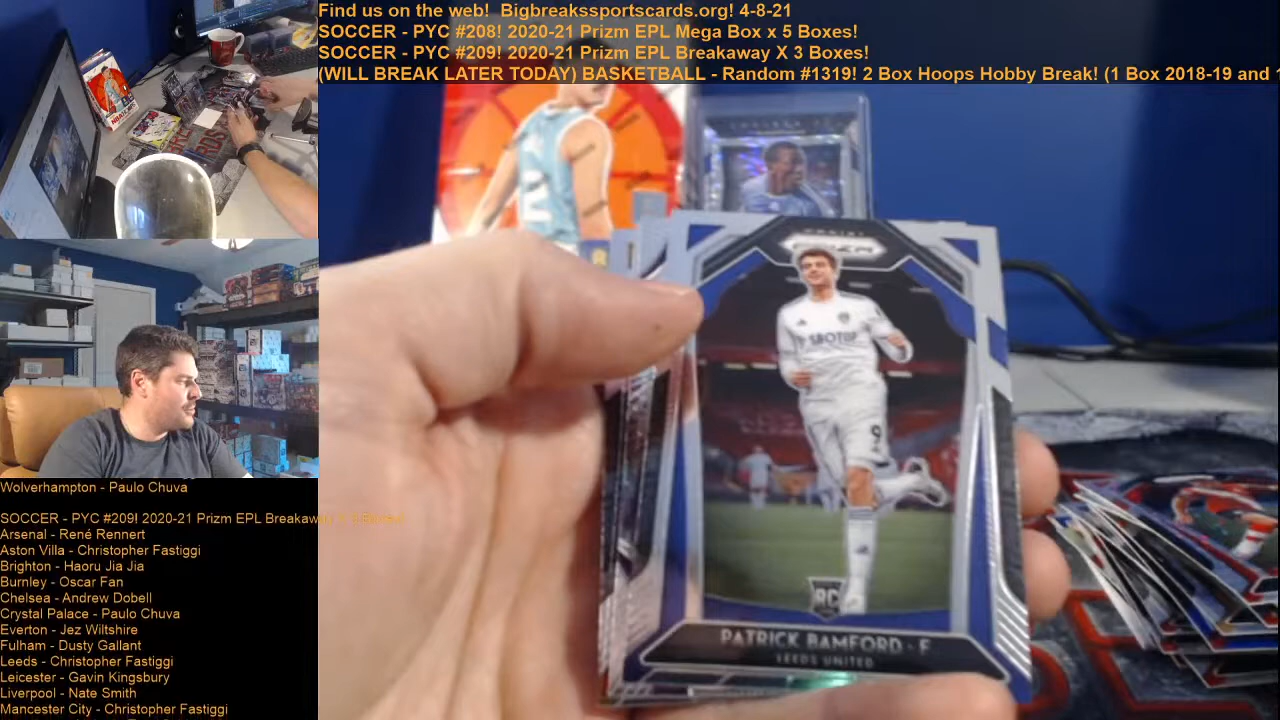 Find us on the web! Bigbreakssportscards.org! 4-8-21
SOCCER - PYC #208! 2020-21 Prizm EPL Mega Box x 5 Boxes!
SOCCER - PYC #209! 2020-21 Prizm EPL Breakaway X 3 Boxes!
(WILL BREAK LATER TODAY) BASKETBALL - Random #1319! 2 Box Hoops Hobby Break! (1 Box 2018-19 and
PANINI
PRIZM
SBOTOP
9
RC
PATRICK BAMFORD - F
LEEDS UNITED
Wolverhampton - Paulo Chuva
SOCCER - PYC #209! 2020-21 Prizm EPL Breakaway X 3 Boxes!
Arsenal - René Rennert
Aston Villa - Christopher Fastiggi
Brighton - Haoru Jia Jia
Burnley - Oscar Fan
Chelsea - Andrew Dobell
Crystal Palace - Paulo Chuva
Everton - Jez Wiltshire
Fulham - Dusty Gallant
Leeds - Christopher Fastiggi
Leicester - Gavin Kingsbury
Liverpool - Nate Smith
Mancester City - Christopher Fastiggi